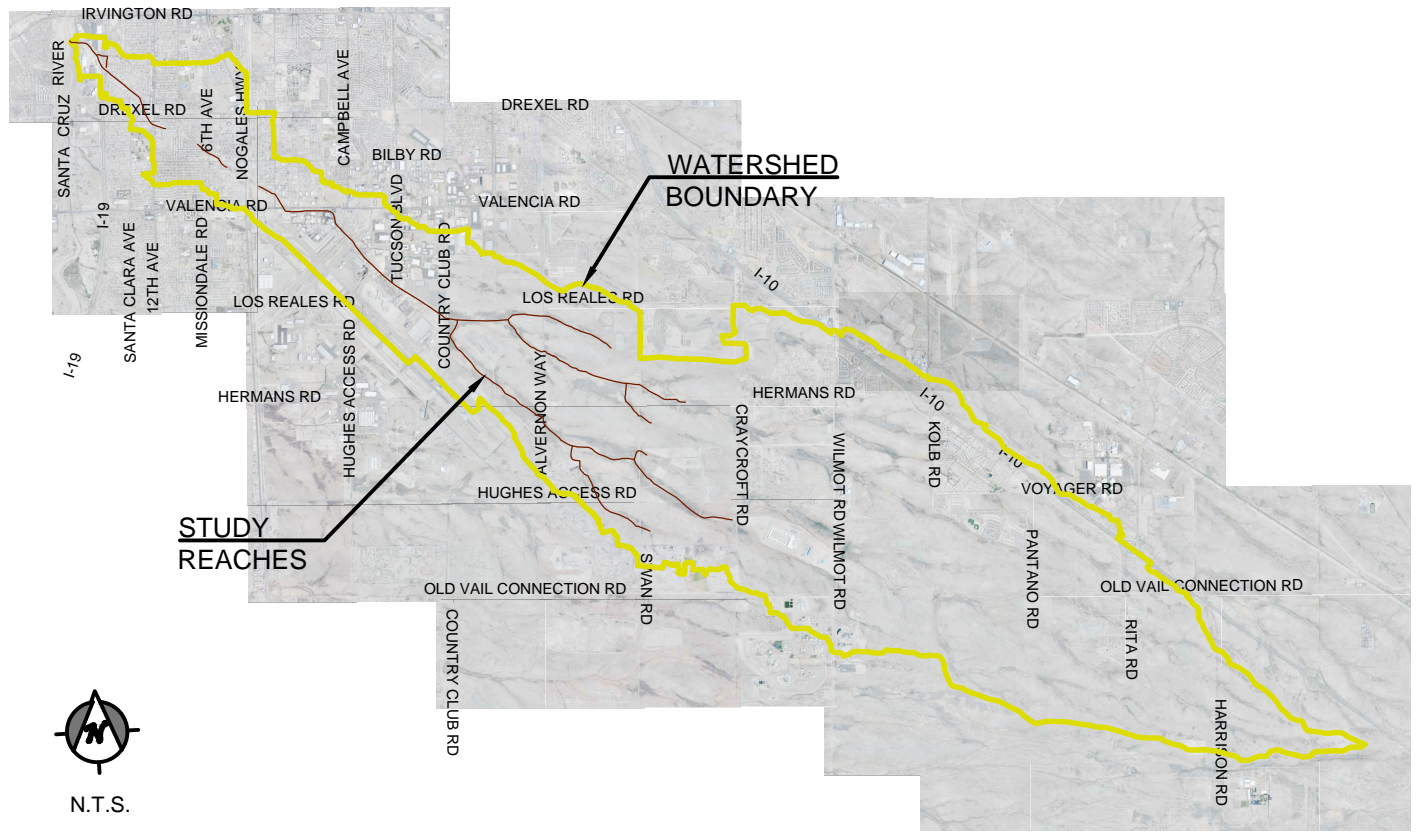 IRVINGTON RD
SANTA CRUZ RIVER
DREXEL RD
6TH AVE
NOGALES HWY
CAMPBELL AVE
DREXEL RD
BILBY RD
WATERSHED
BOUNDARY
VALENCIA RD
TUCSON BLVD
VALENCIA RD
I-19
SANTA CLARA AVE
12TH AVE
MISSIONDALE RD
COUNTRY CLUB RD
I-10
LOS REALES RD
LOS REALES RD
I-19
HUGHES ACCESS RD
HERMANS RD
ALVERNON WAY
HERMANS RD
I-10
CRAYCROFT RD
WILMOT RD
KOLB RD
I-10
HUGHES ACCESS RD
VOYAGER RD
STUDY
REACHES
WILMOT RD
PANTANO RD
SWAN RD
OLD VAIL CONNECTION RD
OLD VAIL CONNECTION RD
COUNTRY CLUB RD
RITA RD
HARRISON RD
N
N.T.S.